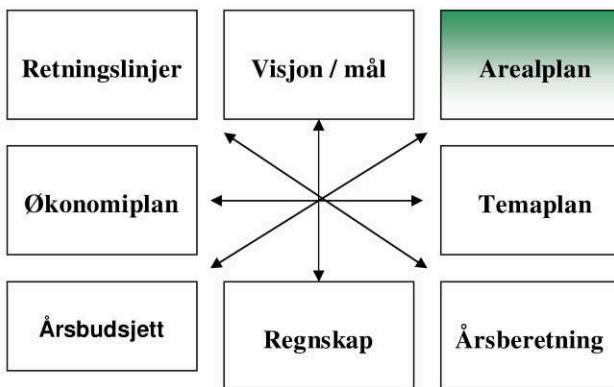 Retningslinjer
Visjon / mål
Arealplan
Økonomiplan
Temaplan
Årsbudsjett
Regnskap
Årsberetning